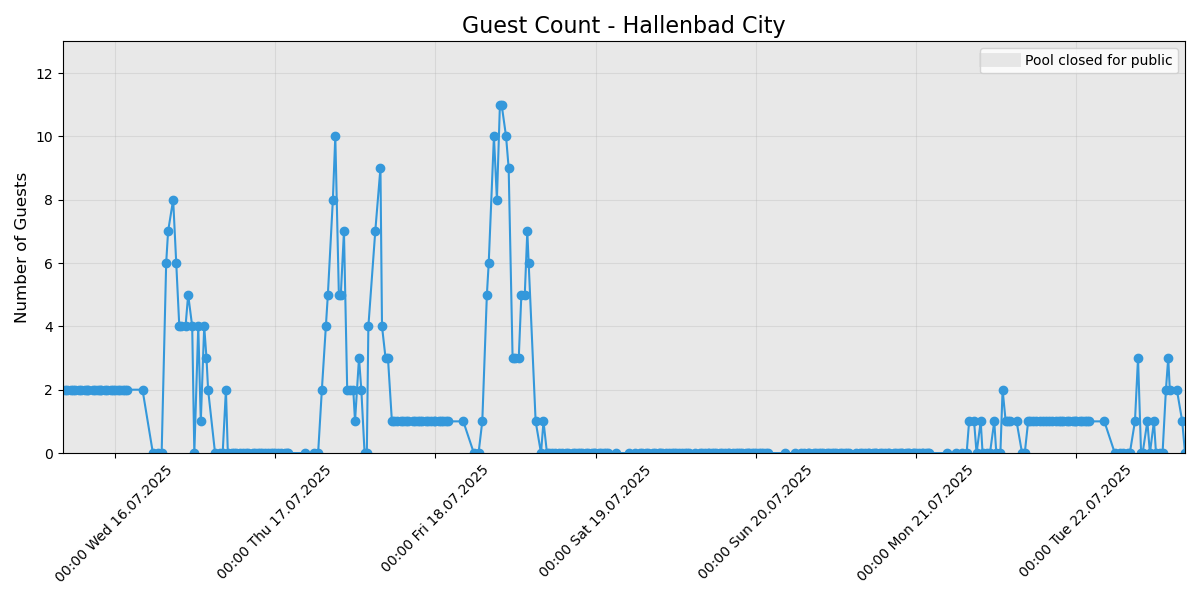 Guest Count - Hallenbad City
Pool closed for public
Number of Guests
12
10
8
6
4
2
0
00:00 Wed 16.07.2025
00:00 Thu 17.07.2025
00:00 Fri 18.07.2025
00:00 Sat 19.07.2025
00:00 Sun 20.07.2025
00:00 Mon 21.07.2025
00:00 Tue 22.07.2025